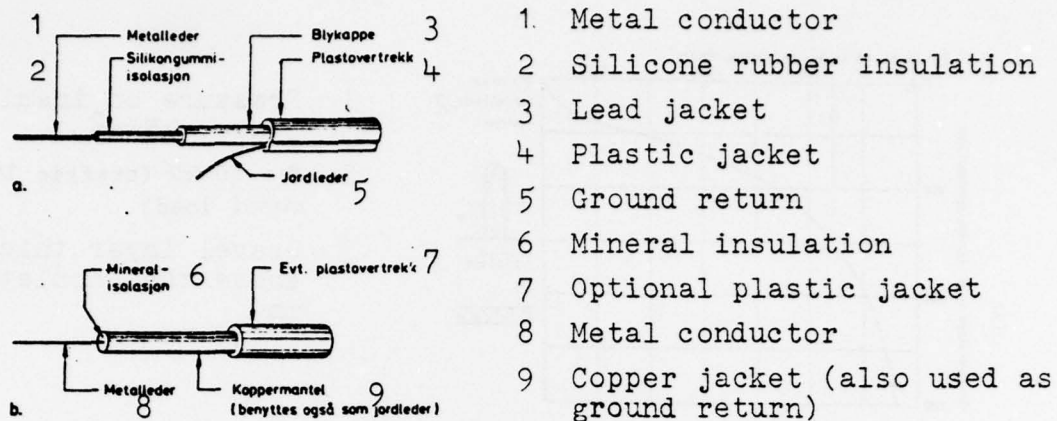 1
Metalleder
Blykappe
3
2
Silikongummi-
isolasjon
Plastovertrekk
4
Jordleder
5
a.
Mineral-
isolasjon
6
Evt. plastovertrekk
7
Metalleder
8
Koppermantel
(benyttes også som jordleder)
9
b.
1. Metal conductor
2 Silicone rubber insulation
3 Lead jacket
4 Plastic jacket
5 Ground return
6 Mineral insulation
7 Optional plastic jacket
8 Metal conductor
9 Copper jacket (also used as
ground return)